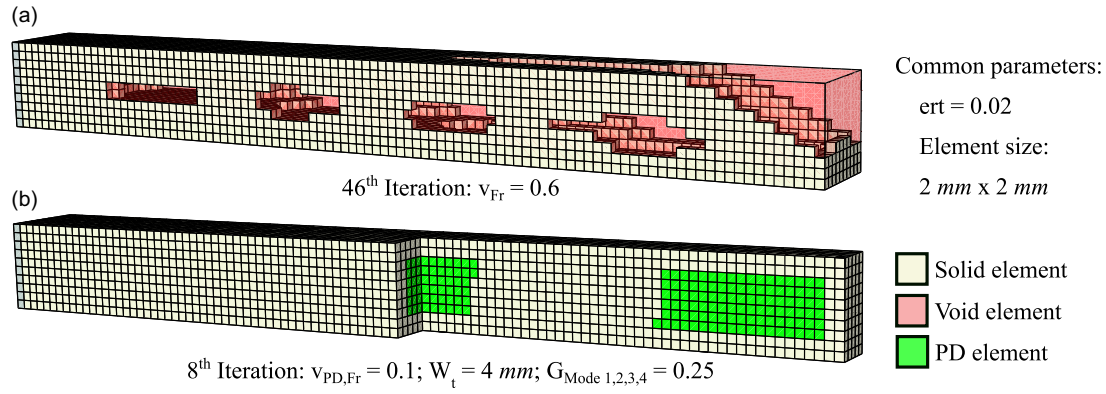 (a)
46th Iteration: vFr = 0.6
Common parameters:
ert = 0.02
Element size:
2 mm x 2 mm
(b)
8th Iteration: vPD,Fr = 0.1; Wt = 4 mm; GMode 1,2,3,4 = 0.25
Solid element
Void element
PD element